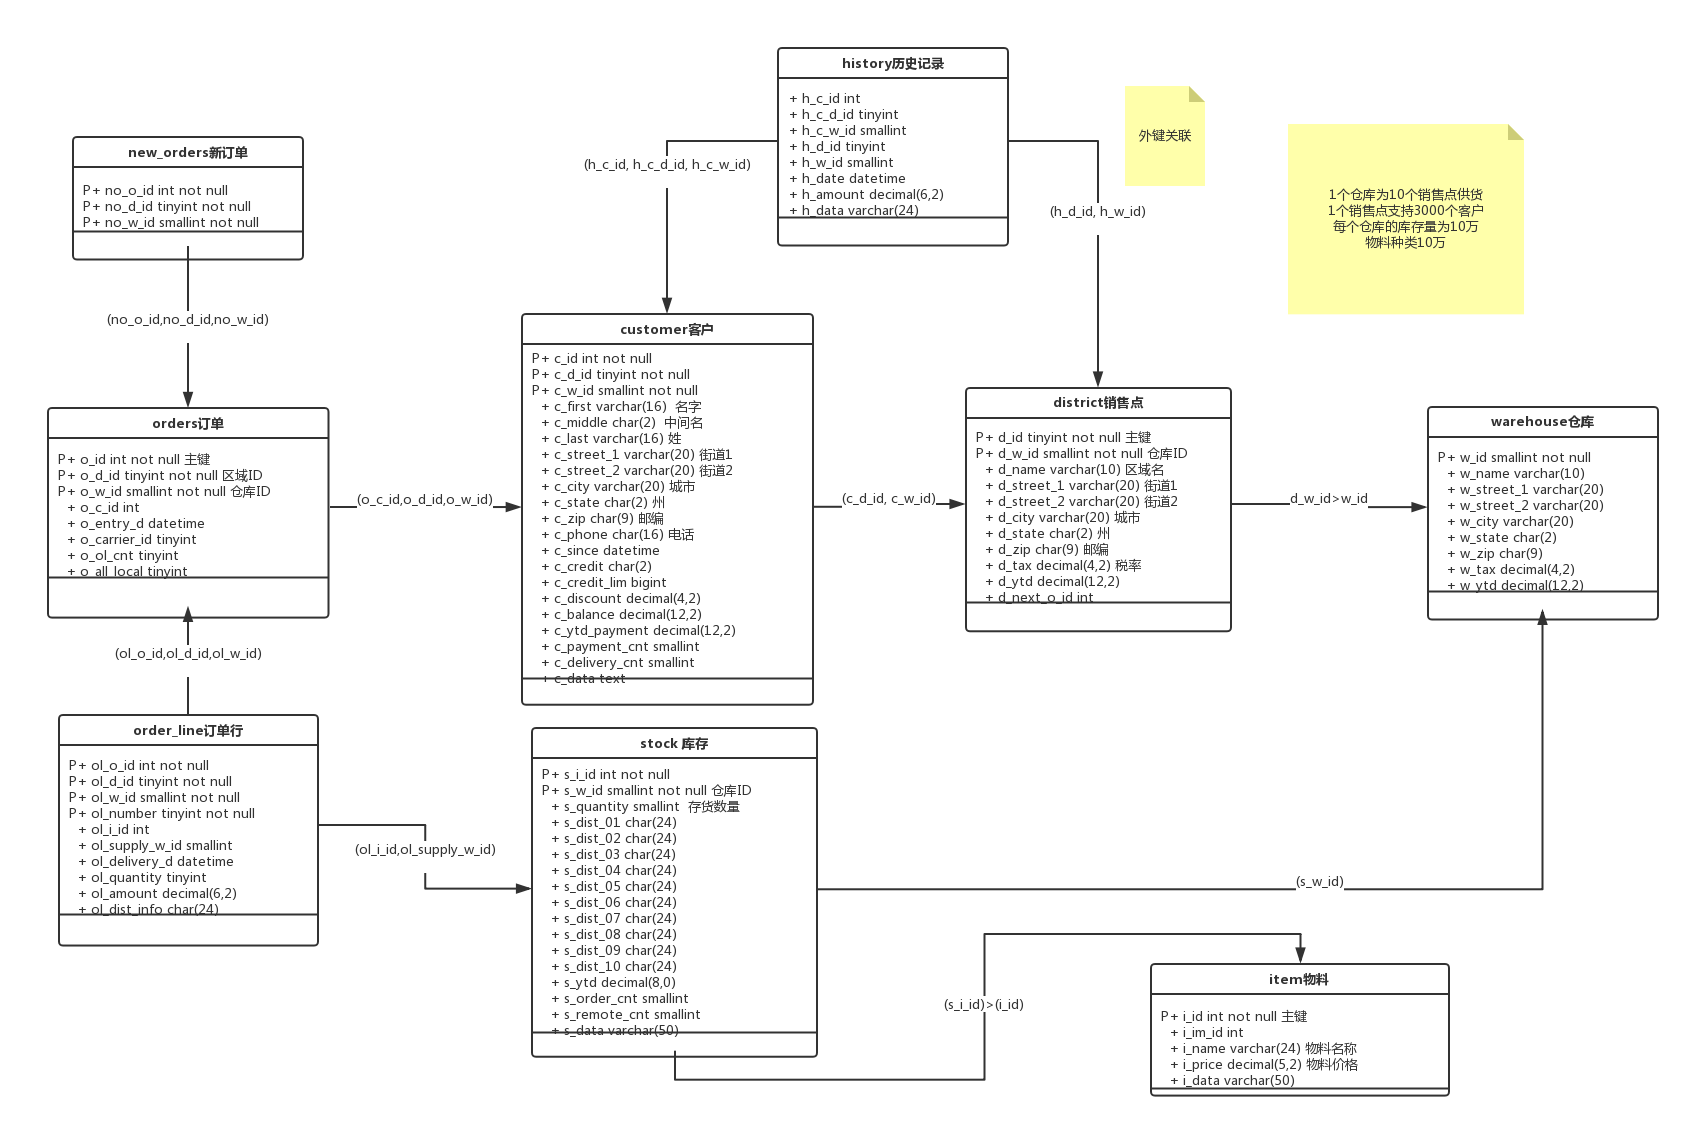 history历史记录
+ h_c_id int
+ h_c_d_id tinyint
+ h_c_w_id smallint
+ h_d_id tinyint
+ h_w_id smallint
+ h_date datetime
+ h_amount decimal(6,2)
+ h_data varchar(24)
外键关联
1个仓库为10个销售点供货
1个销售点支持3000个客户
每个仓库的库存量为10万
物料种类10万
new_orders新订单
P+ no_o_id int not null
P+ no_d_id tinyint not null
P+ no_w_id smallint not null
(h_c_id, h_c_d_id, h_c_w_id)
(h_d_id, h_w_id)
(no_o_id,no_d_id,no_w_id)
customer客户
P+ c_id int not null
P+ c_d_id tinyint not null
P+ c_w_id smallint not null
+ c_first varchar(16)  名字
+ c_middle char(2)  中间名
+ c_last varchar(16) 姓
+ c_street_1 varchar(20) 街道1
+ c_street_2 varchar(20) 街道2
+ c_city varchar(20) 城市
+ c_state char(2) 州
+ c_zip char(9) 邮编
+ c_phone char(16) 电话
+ c_since datetime
+ c_credit char(2)
+ c_credit_lim bigint
+ c_discount decimal(4,2)
+ c_balance decimal(12,2)
+ c_ytd_payment decimal(12,2)
+ c_payment_cnt smallint
+ c_delivery_cnt smallint
+ c_data text
district销售点
P+ d_id tinyint not null 主键
P+ d_w_id smallint not null 仓库ID
+ d_name varchar(10) 区域名
+ d_street_1 varchar(20) 街道1
+ d_street_2 varchar(20) 街道2
+ d_city varchar(20) 城市
+ d_state char(2) 州
+ d_zip char(9) 邮编
+ d_tax decimal(4,2) 税率
+ d_ytd decimal(12,2)
+ d_next_o_id int
warehouse仓库
P+ w_id smallint not null
+ w_name varchar(10)
+ w_street_1 varchar(20)
+ w_street_2 varchar(20)
+ w_city varchar(20)
+ w_state char(2)
+ w_zip char(9)
+ w_tax decimal(4,2)
+ w_ytd decimal(12,2)
orders订单
P+ o_id int not null 主键
P+ o_d_id tinyint not null 区域ID
P+ o_w_id smallint not null 仓库ID
+ o_c_id int
+ o_entry_d datetime
+ o_carrier_id tinyint
+ o_ol_cnt tinyint
+ o_all_local tinyint
(o_c_id,o_d_id,o_w_id)
(c_d_id, c_w_id)
d_w_id>w_id
(ol_o_id,ol_d_id,ol_w_id)
order_line订单行
P+ ol_o_id int not null
P+ ol_d_id tinyint not null
P+ ol_w_id smallint not null
P+ ol_number tinyint not null
+ ol_i_id int
+ ol_supply_w_id smallint
+ ol_delivery_d datetime
+ ol_quantity tinyint
+ ol_amount decimal(6,2)
+ ol_dist_info char(24)
(ol_i_id,ol_supply_w_id)
stock 库存
P+ s_i_id int not null
P+ s_w_id smallint not null 仓库ID
+ s_quantity smallint  存货数量
+ s_dist_01 char(24)
+ s_dist_02 char(24)
+ s_dist_03 char(24)
+ s_dist_04 char(24)
+ s_dist_05 char(24)
+ s_dist_06 char(24)
+ s_dist_07 char(24)
+ s_dist_08 char(24)
+ s_dist_09 char(24)
+ s_dist_10 char(24)
+ s_ytd decimal(8,0)
+ s_order_cnt smallint
+ s_remote_cnt smallint
+ s_data varchar(50)
(s_w_id)
(s_i_id)>(i_id)
item物料
P+ i_id int not null 主键
+ i_im_id int
+ i_name varchar(24) 物料名称
+ i_price decimal(5,2) 物料价格
+ i_data varchar(50)